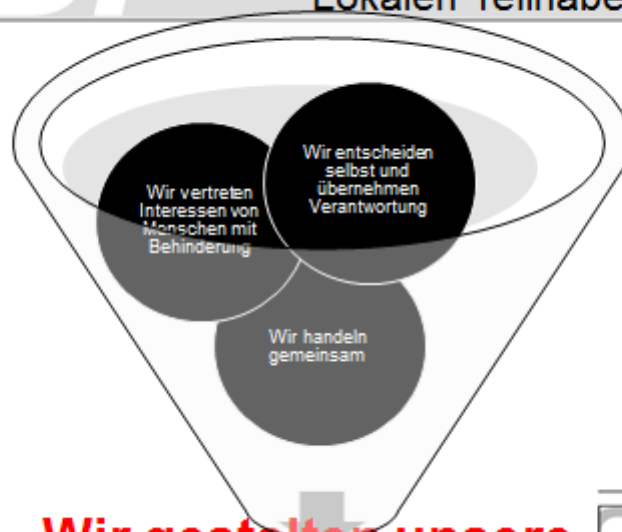 Lokalen Teilhabe
Wir entscheiden
selbst und
übernehmen
Verantwortung
Wir vertreten
Interessen von
Menschen mit
Behinderung
Wir handeln
gemeinsam
Wir gestalten unsere